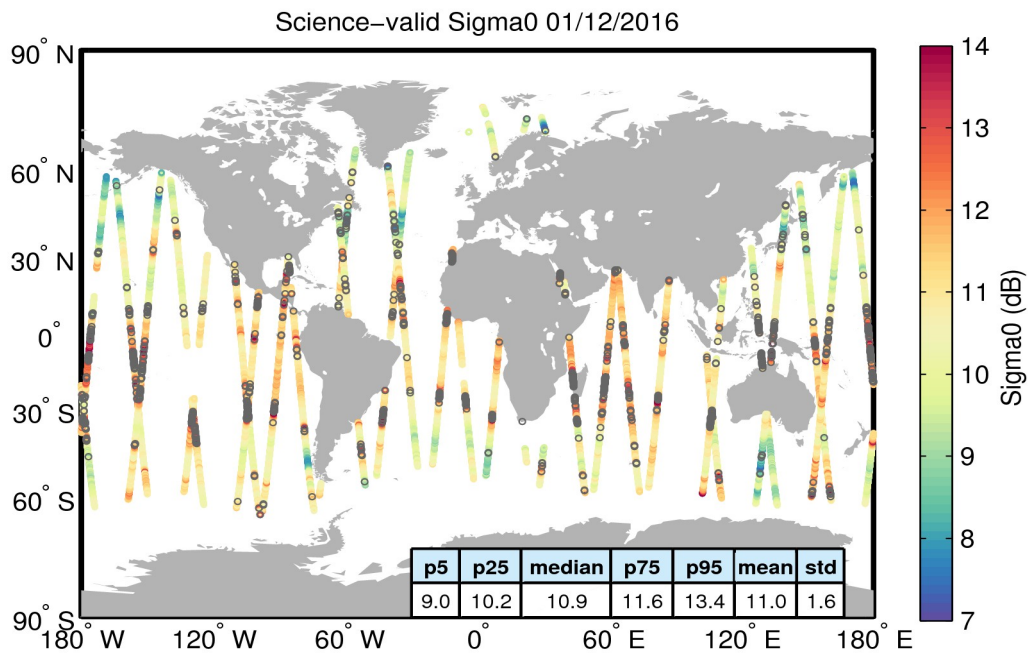 Science−valid Sigma0 01/12/2016
90° N
60° N
30° N
0°
30° S
60° S
90° S
180° W
120° W
60° W
0°
60° E
120° E
180° E
p5 p25 median p75 p95 mean std
9.0 10.2 10.9 11.6 13.4 11.0 1.6
14
13
12
11
10
9
8
7
Sigma0 (dB)